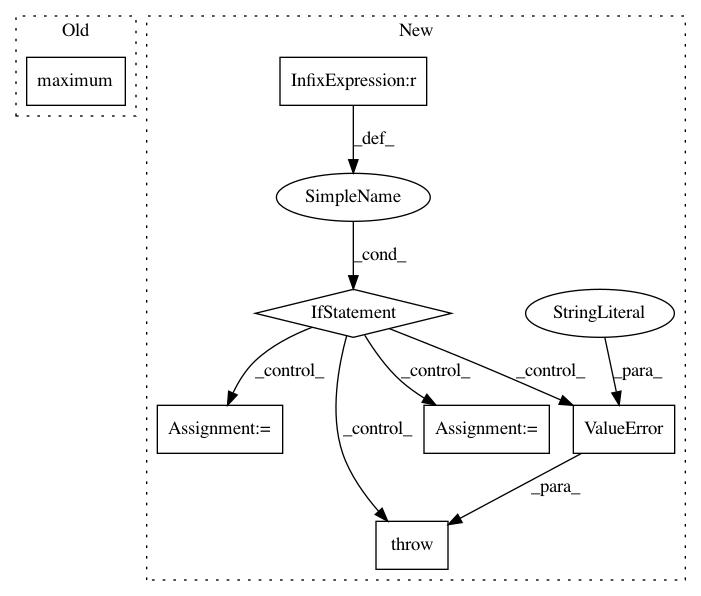 Old
New
maximum
InfixExpression:r
_def_
SimpleName
_cond_
IfStatement
StringLiteral
_control_
_control_
_control_
_control_
_para_
Assignment:=
Assignment:=
ValueError
_para_
throw